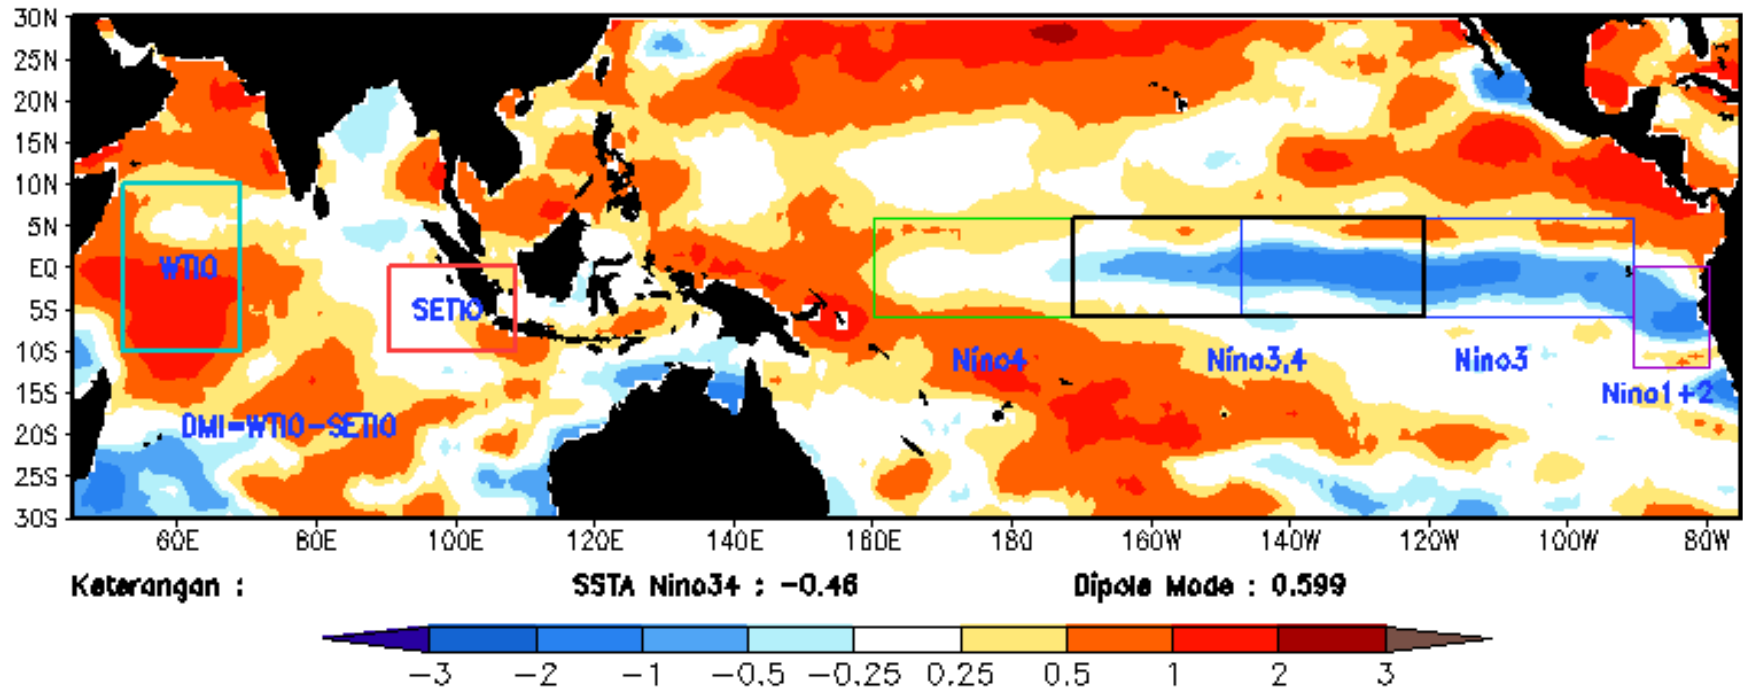 30N
25N
20N
15N
10N
5N
EQ
5S
10S
15S
20S
25S
30S
WTIO
SETIO
Nino4
Nino3,4
Nino3
Nino1+2
DMI=WTIO-SETIO
60E 80E 100E 120E 140E 160E 180 160W 140W 120W 100W 80W
Keterangan : SSTA Nino34 : -0.46 Dipole Mode : 0.599
-3 -2 -1 -0.5 -0.25 0.25 0.5 1 2 3